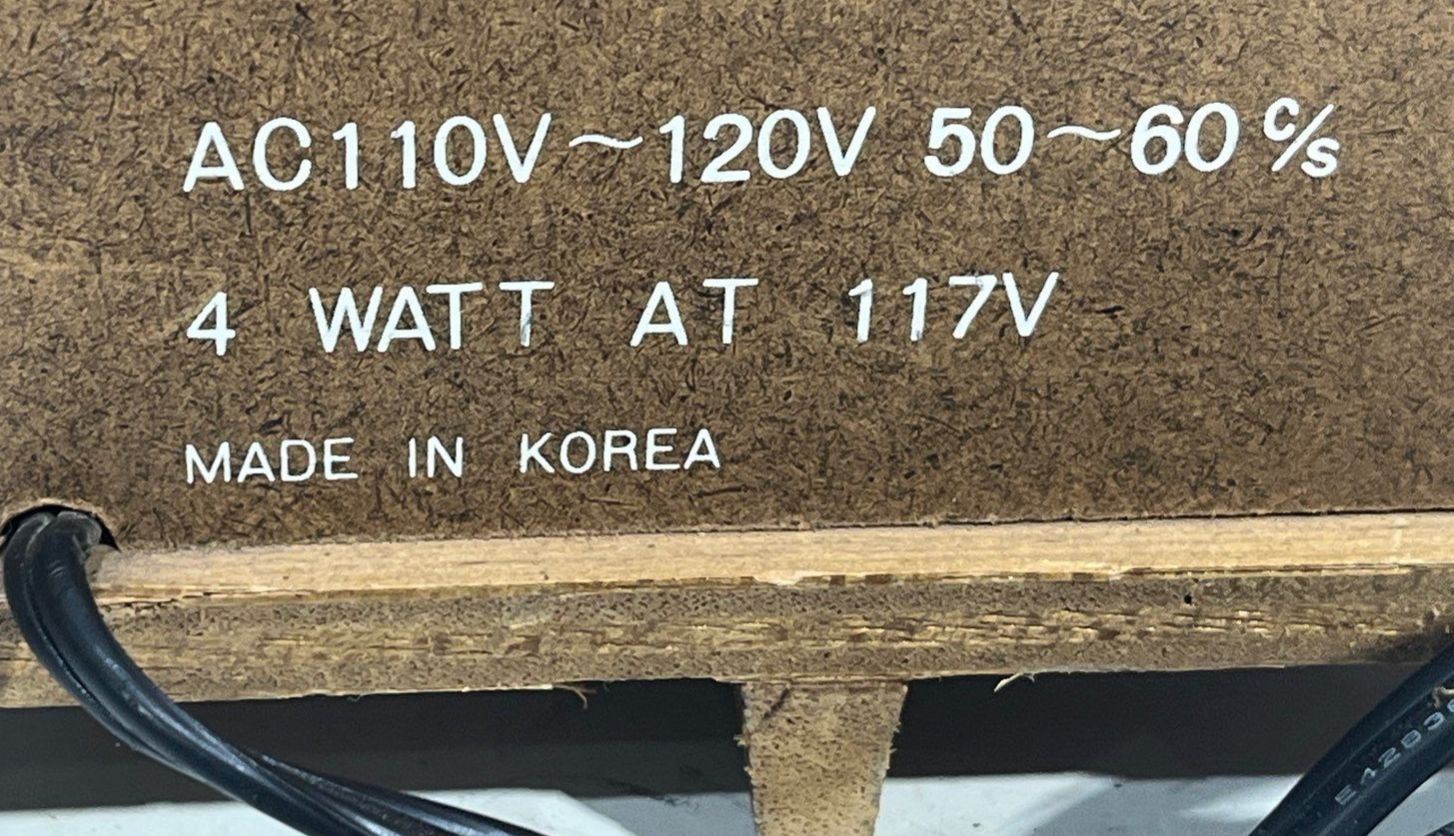 AC110V~120V 50~60 c/s
4 WATT AT 117V
MADE IN KOREA